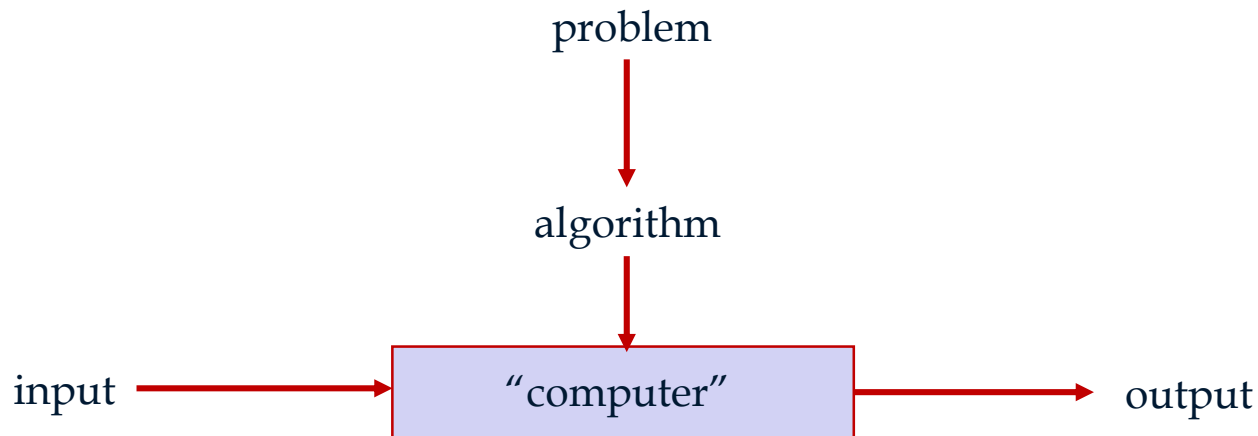 problem
algorithm
input
“computer”
output